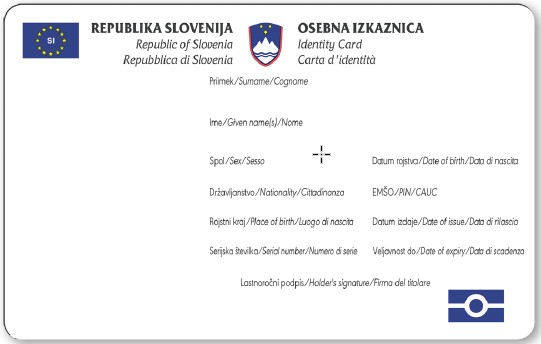 SI
REPUBLIKA SLOVENIJA
Republic of Slovenia
Repubblica di Slovenia
OSEBNA IZKAZNICA
Identity Card
Carta d'identità
Priimek/Surname/Cognome
Ime/Given name(s)/Nome
Spol/Sex/Sesso
Datum rojstva/Date of birth/Data di nascita
Državljanstvo/Nationality/Cittadinanza
EMŠO/PIN/CAUC
Rojstni kraj/Place of birth/Luogo di nascita
Datum izdaje/Date of issue/Data di rilascio
Serijska številka/Serial number/Numero di serie
Veljavnost do/Date of expiry/Data di scadenza
Lastnoročni podpis/Holder's signature/Firma del titolare